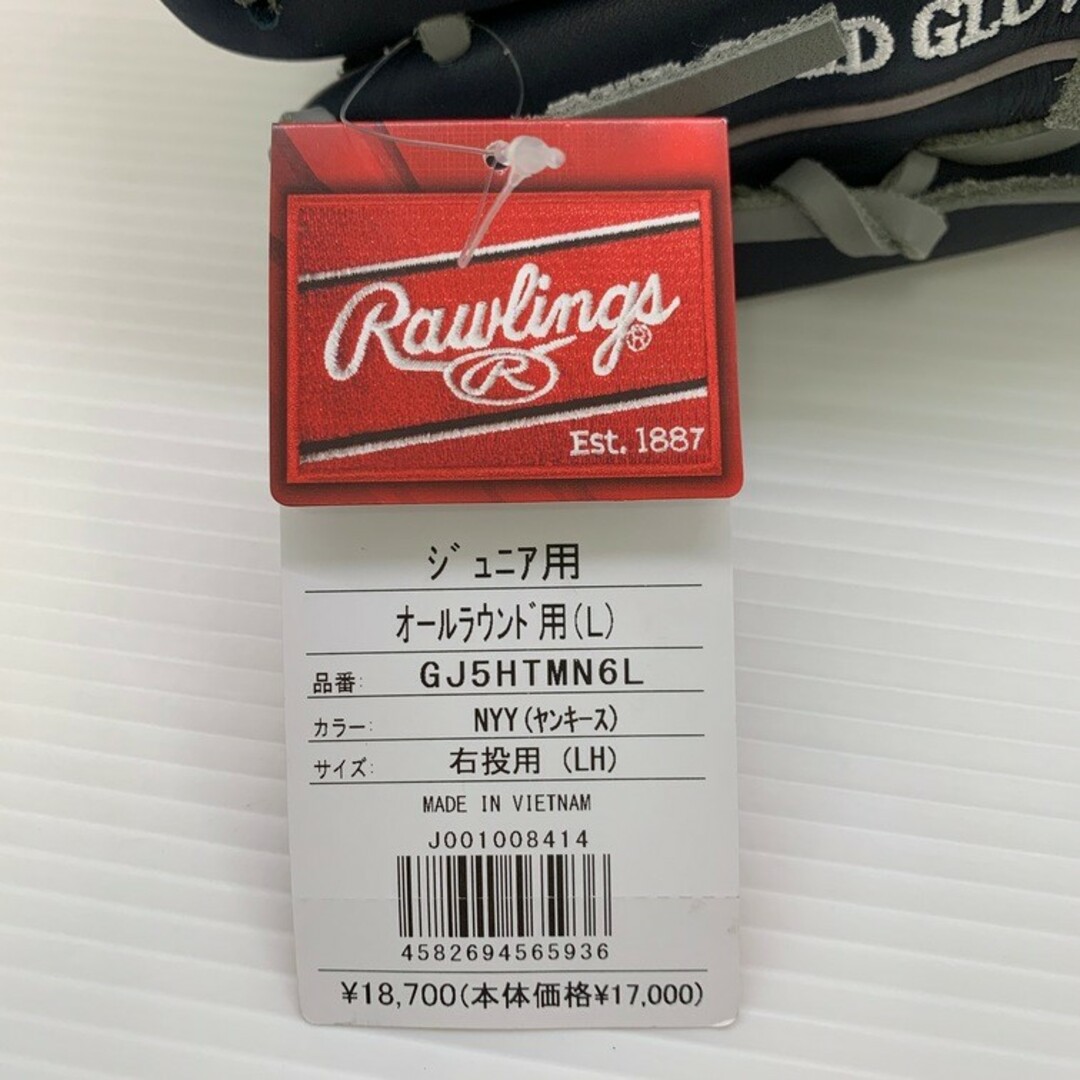 ED GLOV
Rawlings®
R
Est. 1887
ジュニア用
オールラウンド用(L)
品番: GJ5HTMN6L
カラー: NYY(ヤンキース)
サイズ: 右投用 (LH)
MADE IN VIETNAM
J001008414
4582694565936
¥18,700(本体価格¥17,000)